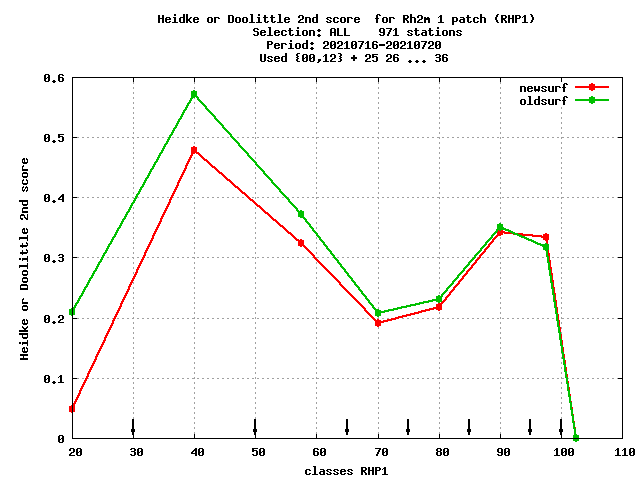 Heidke or Doolittle 2nd score  for Rh2m 1 patch (RHP1)
Selection: ALL    971 stations
Period: 20210716-20210720
Used {00,12} + 25 26 ... 36
newsurf
oldsurf
0.6
0.5
0.4
0.3
0.2
0.1
0
Heidke or Doolittle 2nd score
20 30 40 50 60 70 80 90 100 110
classes RHP1